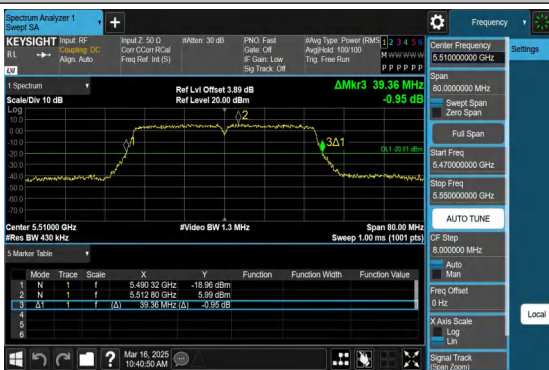 Spectrum Analyzer 1
Swept SA
Frequency
KEYSIGHT
RL
Input: RF
Coupling: DC
Align: Auto
Input Z: 50 Ω
Corr CCorr RCal
Freq Ref: Int (S)
#Atten: 30 dB
PNO: Fast
Gate: Off
IF Gain: Low
Sig Track: Off
#Avg Type: Power (RMS)
Avg|Hold: 100/100
Trig: Free Run
1 2 3 4 5 6
M W W W W W
P P P P P P
1 Spectrum
Scale/Div 10 dB
Log
Ref Lvl Offset 3.89 dB
Ref Level 20.00 dBm
ΔMkr3 39.36 MHz
-0.95 dB
10.0
0.00
-10.0
-20.0
-30.0
-40.0
-50.0
-60.0
-70.0
2
3Δ1
DL1 -20.01 dBm
Center 5.51000 GHz
#Res BW 430 kHz
#Video BW 1.3 MHz
Span 80.00 MHz
Sweep 1.00 ms (1001 pts)
5 Marker Table
Mode Trace Scale X Y Function Function Width Function Value
1 N 1 f 5.490 32 GHz -18.96 dBm
2 N 1 f 5.512 80 GHz 5.99 dBm
3 Δ1 1 f (Δ) 39.36 MHz (Δ) -0.95 dB
4
5
6
Mar 16, 2025
10:40:50 AM
Center Frequency
5.510000000 GHz
Settings
Span
80.0000000 MHz
Swept Span
Zero Span
Full Span
Start Freq
5.470000000 GHz
Stop Freq
5.550000000 GHz
AUTO TUNE
CF Step
8.000000 MHz
Auto
Man
Freq Offset
0 Hz
X Axis Scale
Log
Lin
Signal Track
(Span Zoom)
Local